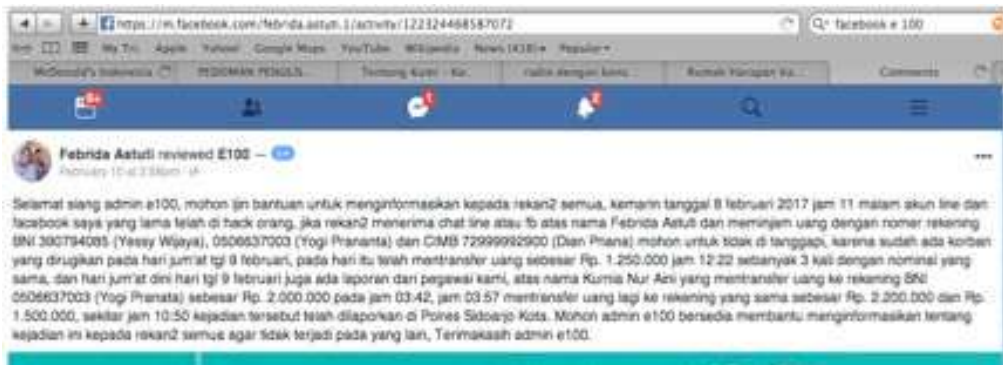 https://m.facebook.com/febrida.astuti.1/activity/122324468587072
facebook e 100
My Tri Apple Yahoo! Google Maps YouTube Wikipedia News (418) Popular
McDonald's Indonesia
Tentang Kami - Ka...
Rumah Harapan
Comments
Febrida Astuti reviewed E100 —
February 10 at
Selamat siang admin e100, mohon ijin bantuan untuk menginformasikan kepada rekan2 semua, kemarin tanggal 8 februari 2017 jam 11 malam akun line dan
facebook saya yang lama telah di hack orang, jika rekan2 menerima chat line atau fb atas nama Febrida Astuti dan meminjam uang dengan nomer rekening
BNI 360794085 (Yessy Wijaya), 0506637003 (Yogi Prananta) dan CIMB 72999992900 (Dian Priana) mohon untuk tidak di tanggapi, karena sudah ada korban
yang dirugikan pada hari jum'at tgl 9 februari, pada hari itu telah mentransfer uang sebesar Rp. 1.250.000 jam 12:22 sebanyak 3 kali dengan nominal yang
sama, dan hari jum'at dini hari tgl 9 februari juga ada laporan dari pegawai kami, atas nama Kurnia Nur Aini yang mentransfer uang ke rekening BNI
0506637003 (Yogi Pranata) sebesar Rp. 2.000.000 pada jam 03:42, jam 03:57 mentransfer uang lagi ke rekening yang sama sebesar Rp. 2.200.000 dan Rp.
1.500.000, sekitar jam 10:50 kejadian tersebut telah dilaporkan di Polres Sidoarjo Kota. Mohon admin e100 bersedia membantu menginformasikan tentang
kejadian ini kepada rekan2 semua agar tidak terjadi pada yang lain, Terimakasih admin e100.